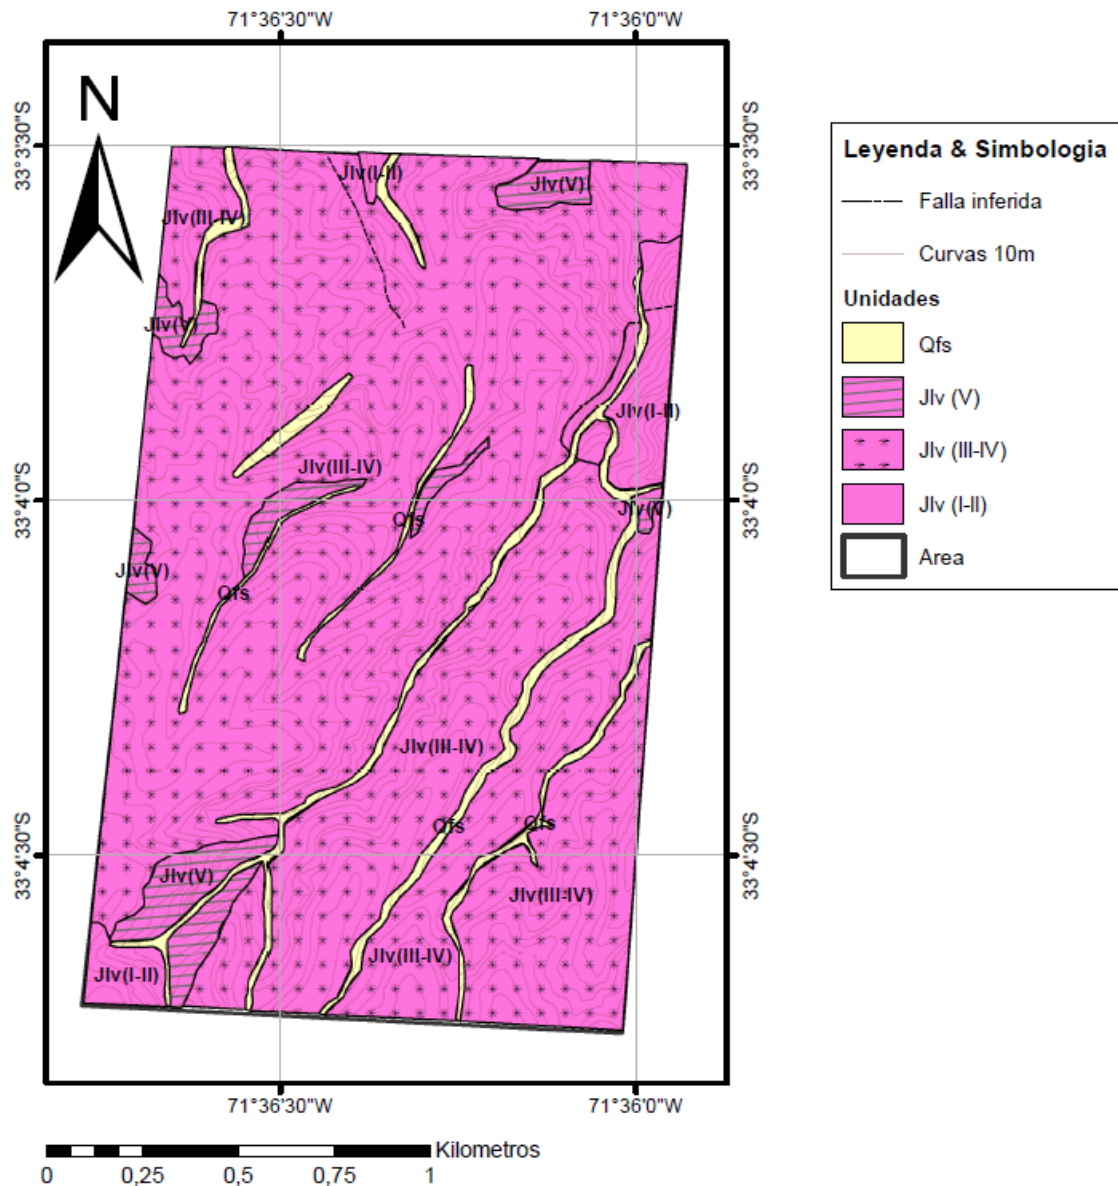 71°36'30"W 71°36'0"W
N
33°3'30"S 33°3'30"S
Jlv(I-II)
Jlv(V)
Jlv(III-IV)
Jlv(V)
Jlv(I-II)
Jlv(III-IV)
33°4'0"S 33°4'0"S
Jlv(V)
Qfs
Jlv(V)
Qfs
Jlv(III-IV)
Qfs Qfs
33°4'30"S 33°4'30"S
Jlv(V)
Jlv(III-IV)
Jlv(III-IV)
Jlv(I-II)
71°36'30"W 71°36'0"W
Kilometros
0 0,25 0,5 0,75 1
Leyenda & Simbologia
Falla inferida
Curvas 10m
Unidades
Qfs
Jlv (V)
Jlv (III-IV)
Jlv (I-II)
Area